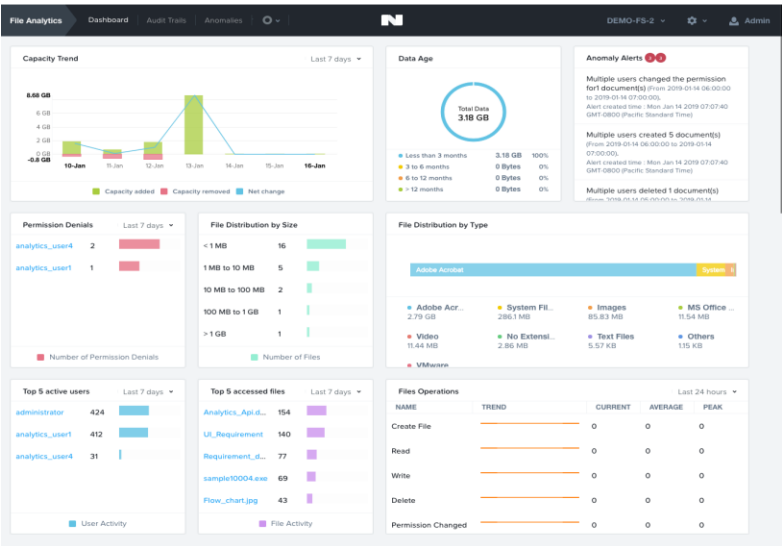 File Analytics
Dashboard
Audit Trails
Anomalies
DEMO-FS-2
Admin
Capacity Trend
Last 7 days
8.68 GB
6 GB
4 GB
2 GB
0 GB
-0.8 GB
10-Jan 11-Jan 12-Jan 13-Jan 14-Jan 15-Jan 16-Jan
Capacity added Capacity removed Net change
Data Age
Total Data
3.18 GB
Less than 3 months 3.18 GB 100%
3 to 6 months 0 Bytes 0%
6 to 12 months 0 Bytes 0%
> 12 months 0 Bytes 0%
Anomaly Alerts
Multiple users changed the permission
for1 document(s) (From 2019-01-14 06:00:00
to 2019-01-14 07:00:00),
Alert created time : Mon Jan 14 2019 07:07:40
GMT-0800 (Pacific Standard Time)
Multiple users created 5 document(s)
(From 2019-01-14 06:00:00 to 2019-01-14
07:00:00),
Alert created time : Mon Jan 14 2019 07:07:40
GMT-0800 (Pacific Standard Time)
Multiple users deleted 1 document(s)
(From 2019-01-14 05:00:00 to 2019-01-14
Permission Denials
Last 7 days
analytics_user4 2
analytics_user1 1
Number of Permission Denials
File Distribution by Size
< 1 MB 16
1 MB to 10 MB 5
10 MB to 100 MB 2
100 MB to 1 GB 1
> 1 GB 1
Number of Files
File Distribution by Type
Adobe Acrobat System
Adobe Acr... System Fil... Images MS Office ...
2.79 GB 286.1 MB 85.83 MB 11.54 MB
Video No Extensi... Text Files Others
11.44 MB 2.86 MB 5.57 KB 1.15 KB
VMware
Top 5 active users
Last 7 days
administrator 424
analytics_user1 412
analytics_user4 31
User Activity
Top 5 accessed files
Last 7 days
Analytics_Api.d... 154
UI_Requirement 140
Requirement_d... 77
sample10004.exe 69
Flow_chart.jpg 43
File Activity
Files Operations
Last 24 hours
NAME TREND CURRENT AVERAGE PEAK
Create File 0 0 0
Read 0 0 0
Write 0 0 0
Delete 0 0 0
Permission Changed 0 0 0